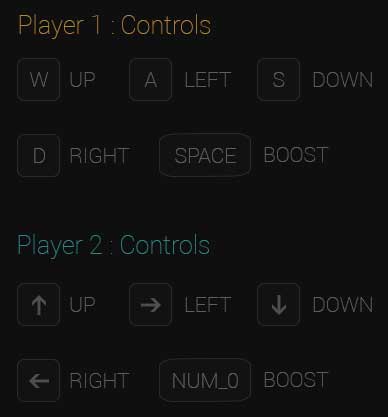 Player 1 : Controls
W UP A LEFT S DOWN
D RIGHT SPACE BOOST
Player 2 : Controls
↑ UP → LEFT ↓ DOWN
← RIGHT NUM_0 BOOST